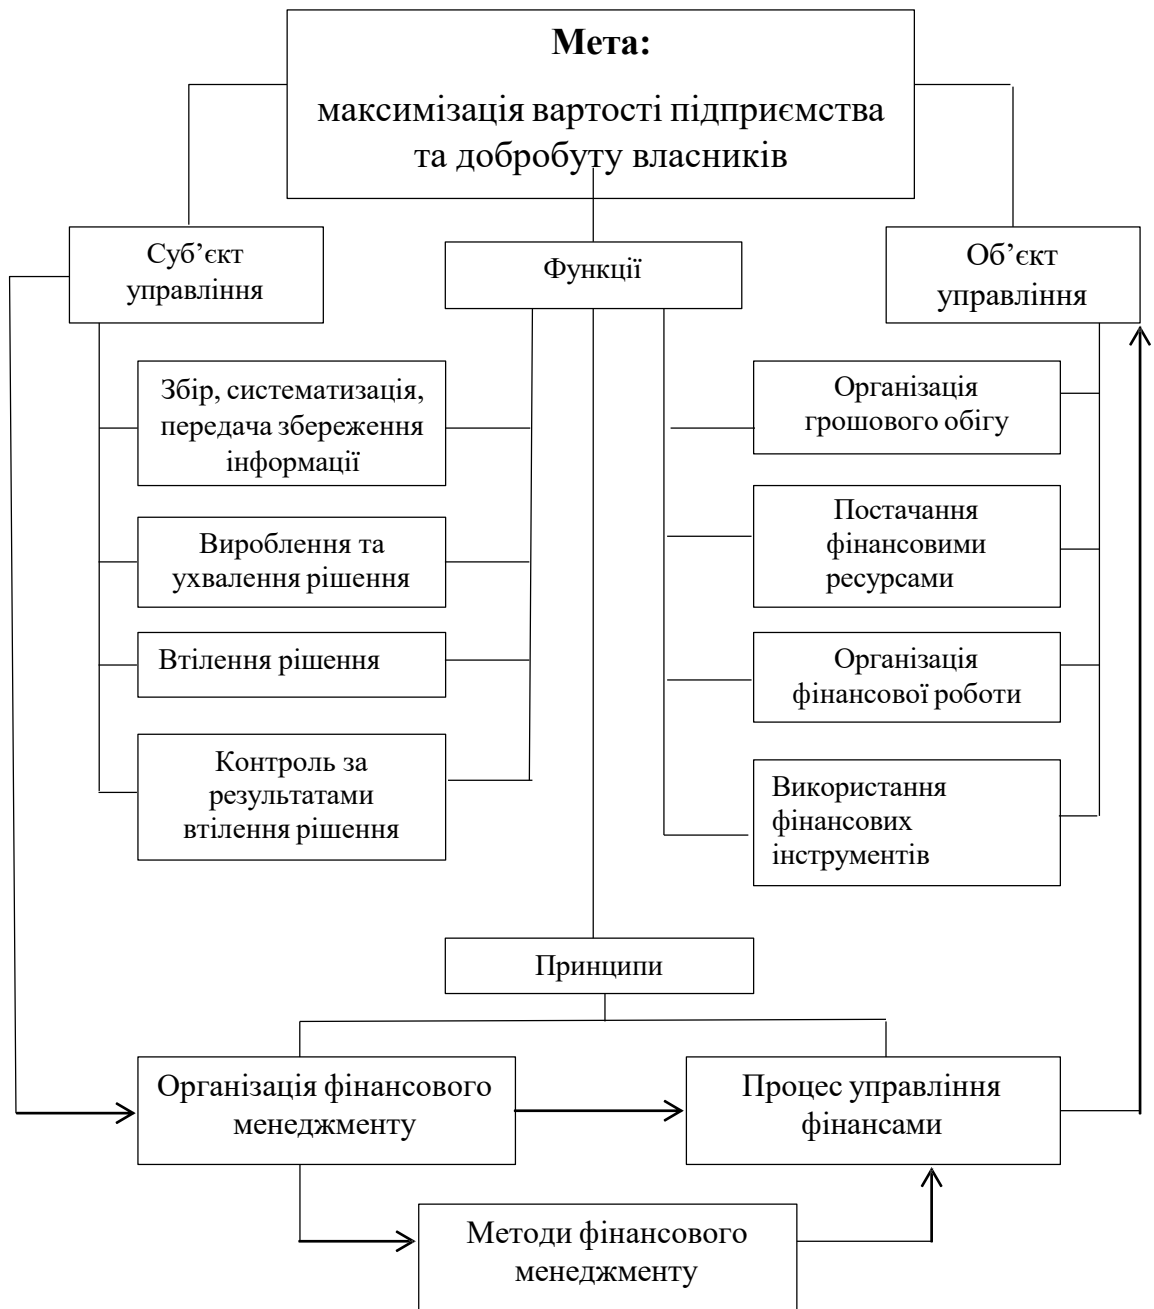 Мета:
максимізація вартості підприємства
та добробуту власників
Суб’єкт
управління
Функції
Об’єкт
управління
Збір, систематизація,
передача збереження
інформації
Вироблення та
ухвалення рішення
Втілення рішення
Контроль за
результатами
втілення рішення
Організація
грошового обігу
Постачання
фінансовими
ресурсами
Організація
фінансової роботи
Використання
фінансових
інструментів
Принципи
Організація фінансового
менеджменту
Процес управління
фінансами
Методи фінансового
менеджменту